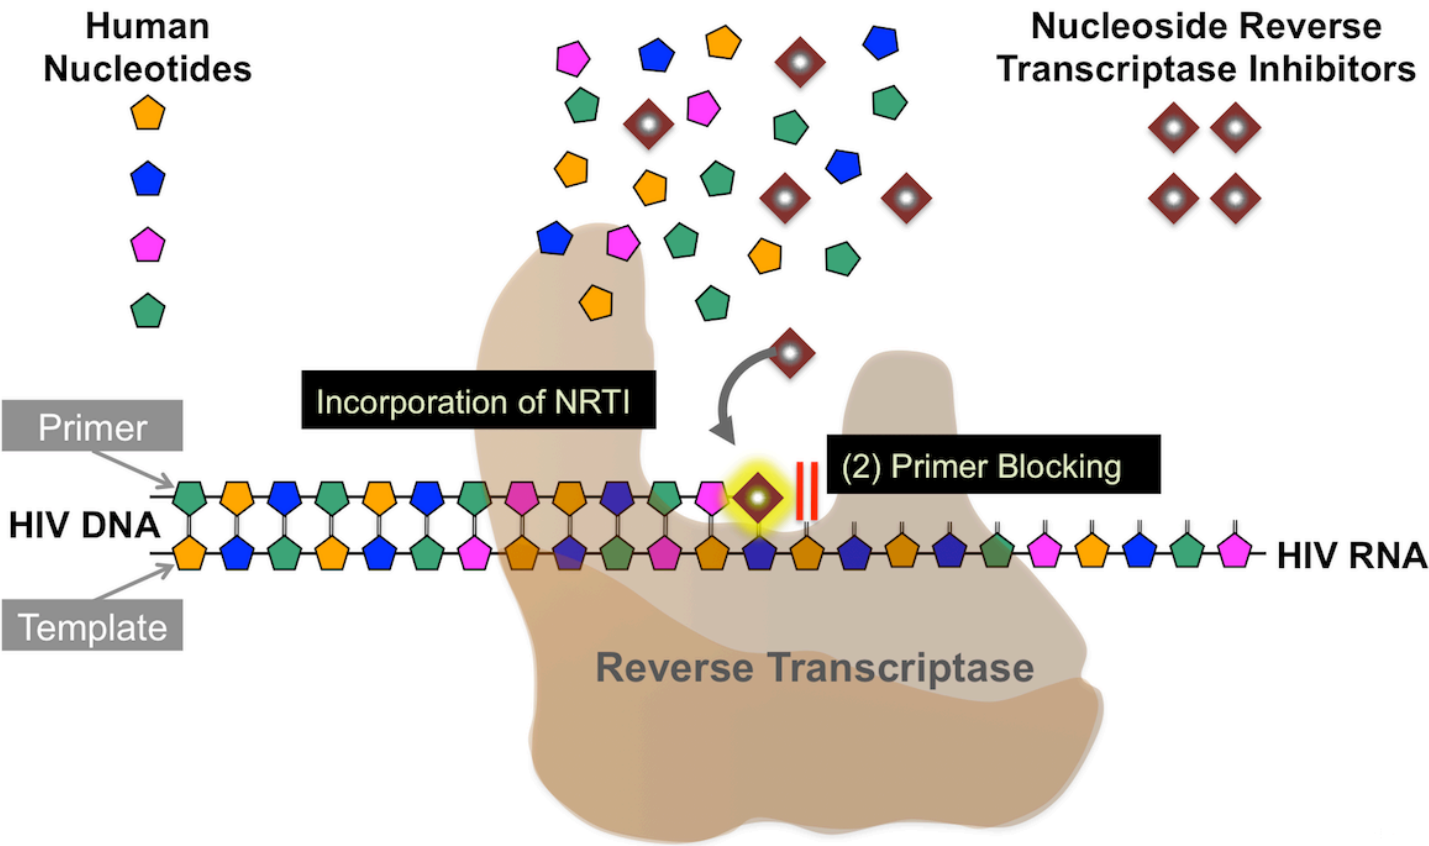 Human
Nucleotides
Nucleoside Reverse
Transcriptase Inhibitors
Incorporation of NRTI
Primer
(2) Primer Blocking
HIV DNA
HIV RNA
Template
Reverse Transcriptase